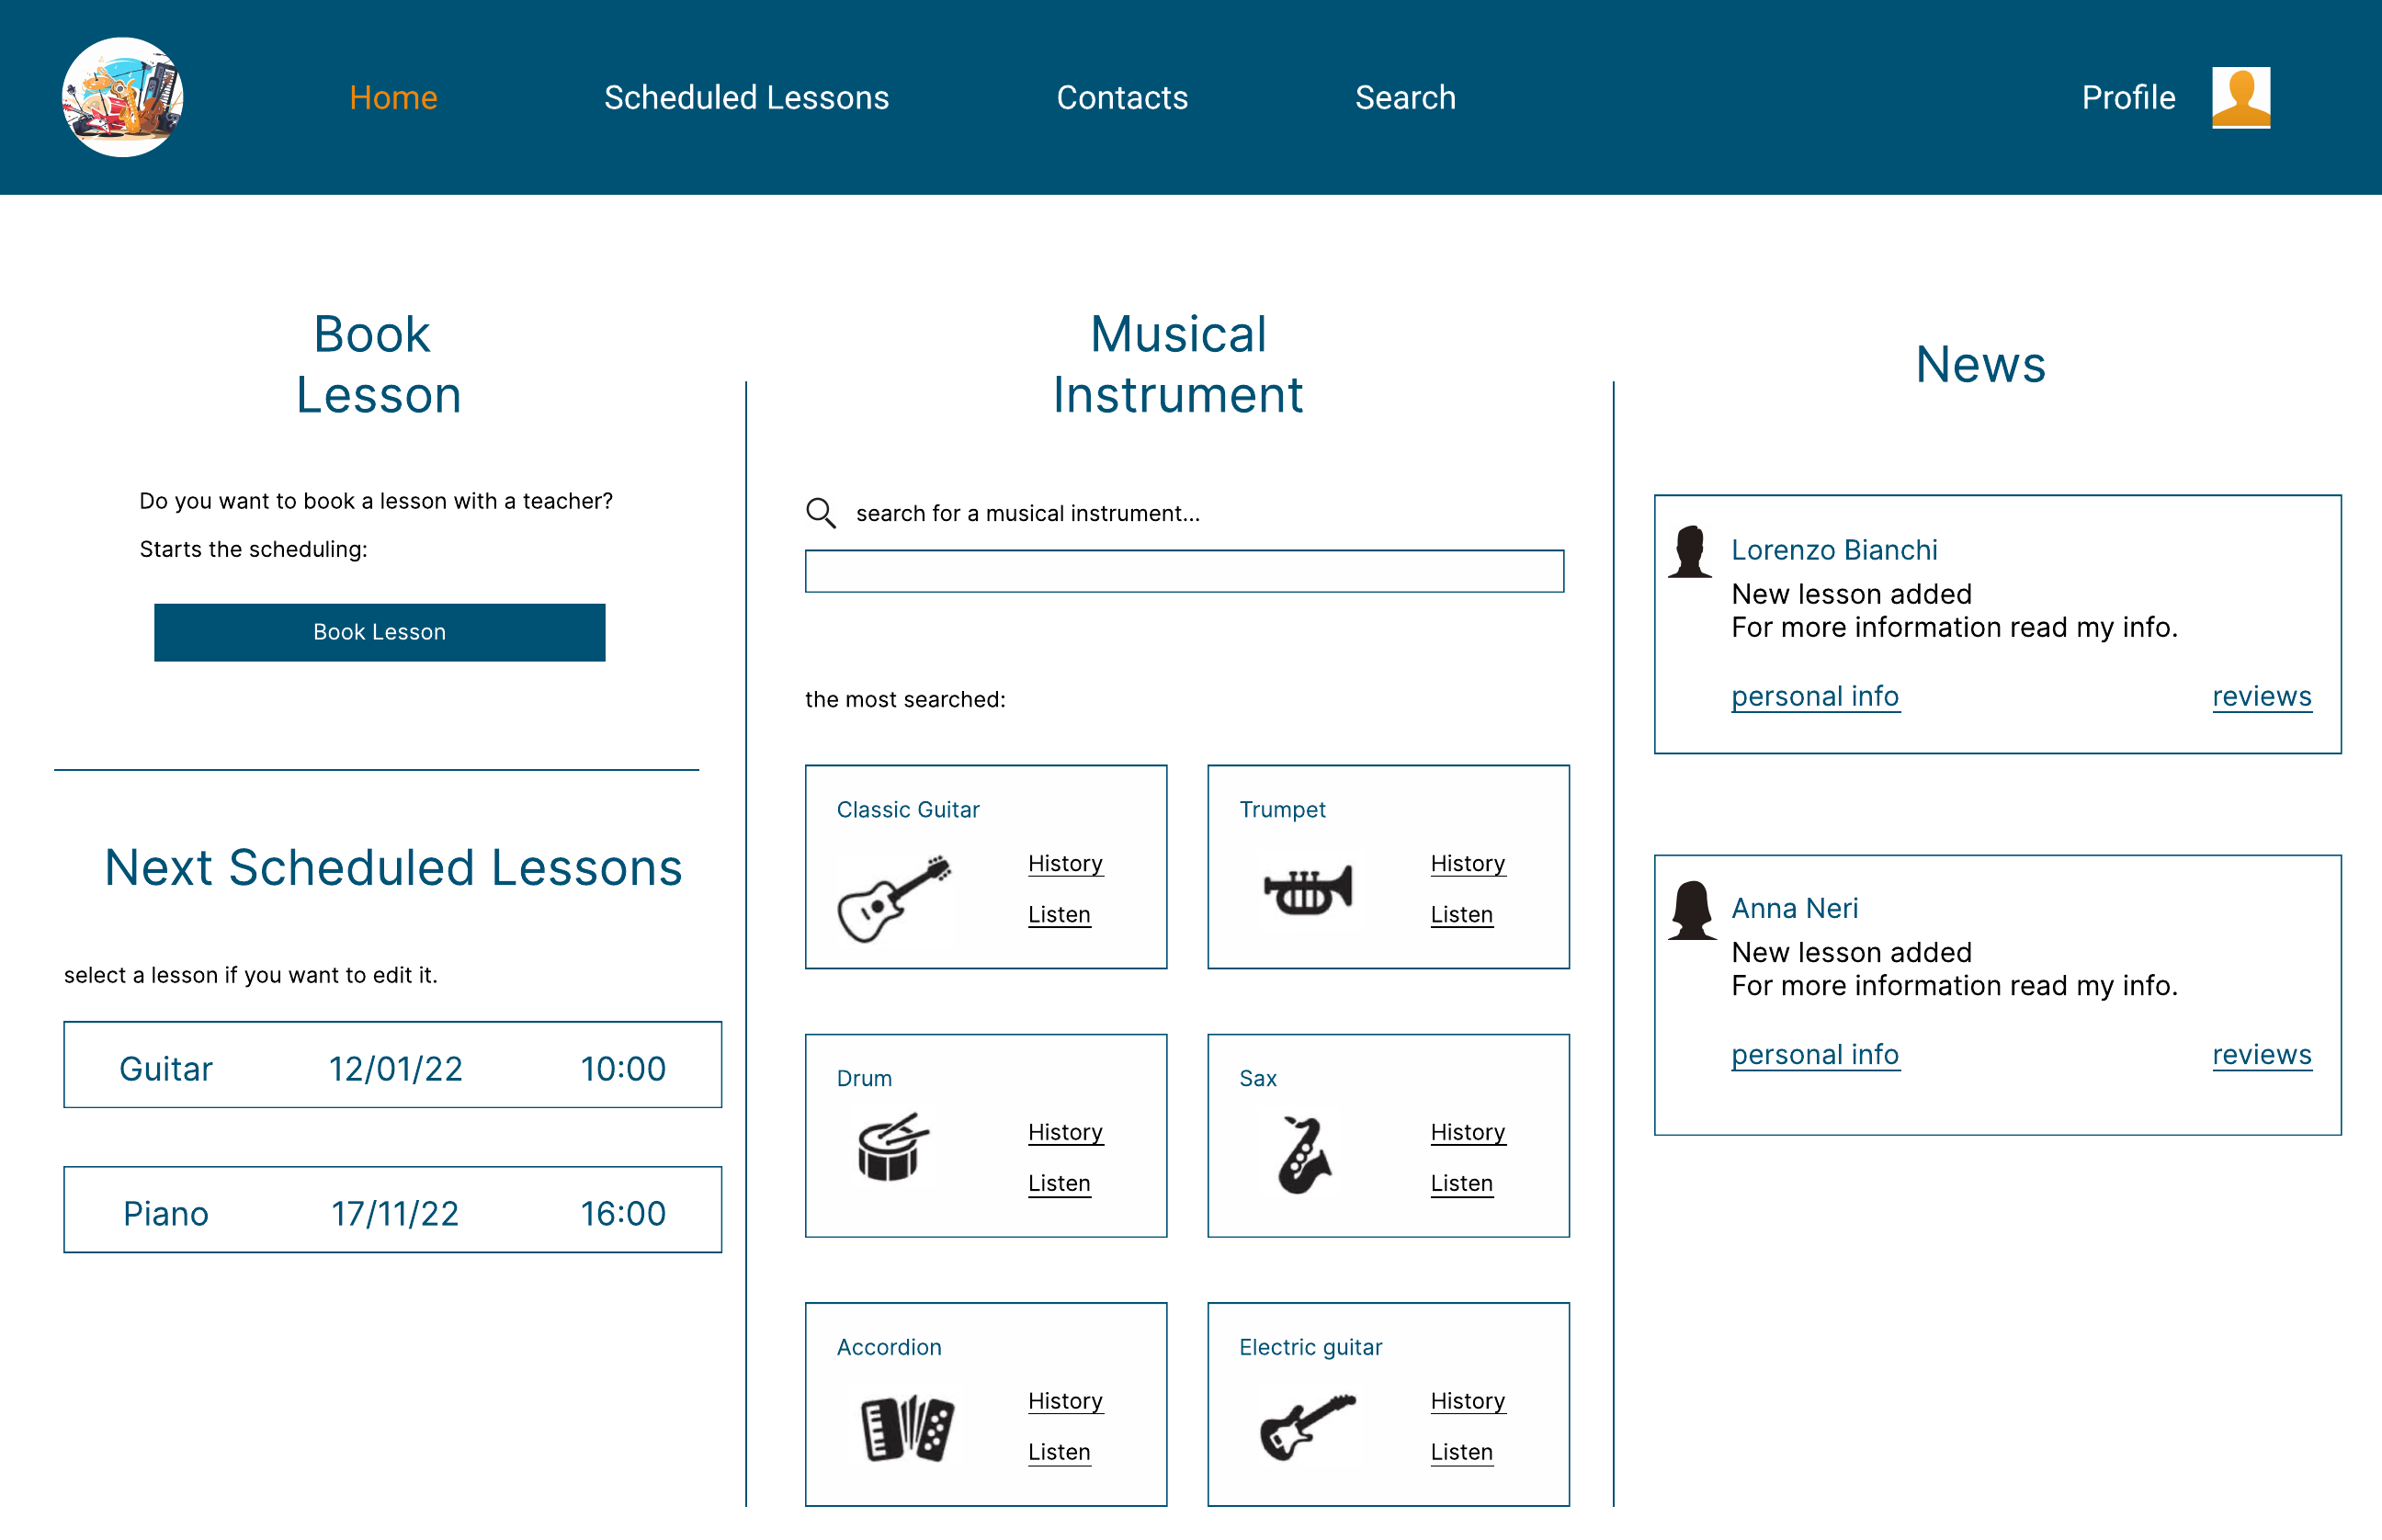 Home
Scheduled Lessons
Contacts
Search
Profile
Book
Lesson
Do you want to book a lesson with a teacher?
Starts the scheduling:
Book Lesson
Next Scheduled Lessons
select a lesson if you want to edit it.
Guitar 12/01/22 10:00
Piano 17/11/22 16:00
Musical
Instrument
search for a musical instrument...
the most searched:
Classic Guitar
History
Listen
Trumpet
History
Listen
Drum
History
Listen
Sax
History
Listen
Accordion
History
Listen
Electric guitar
History
Listen
News
Lorenzo Bianchi
New lesson added
For more information read my info.
personal info reviews
Anna Neri
New lesson added
For more information read my info.
personal info reviews